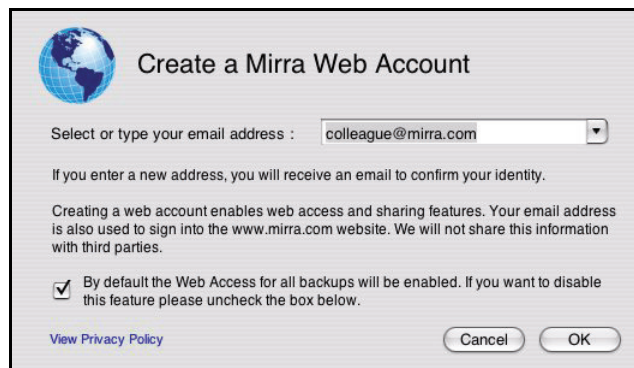 Create a Mirra Web Account
Select or type your email address : colleague@mirra.com
If you enter a new address, you will receive an email to confirm your identity.
Creating a web account enables web access and sharing features. Your email address
is also used to sign into the www.mirra.com website. We will not share this information
with third parties.
By default the Web Access for all backups will be enabled. If you want to disable
this feature please uncheck the box below.
View Privacy Policy Cancel OK